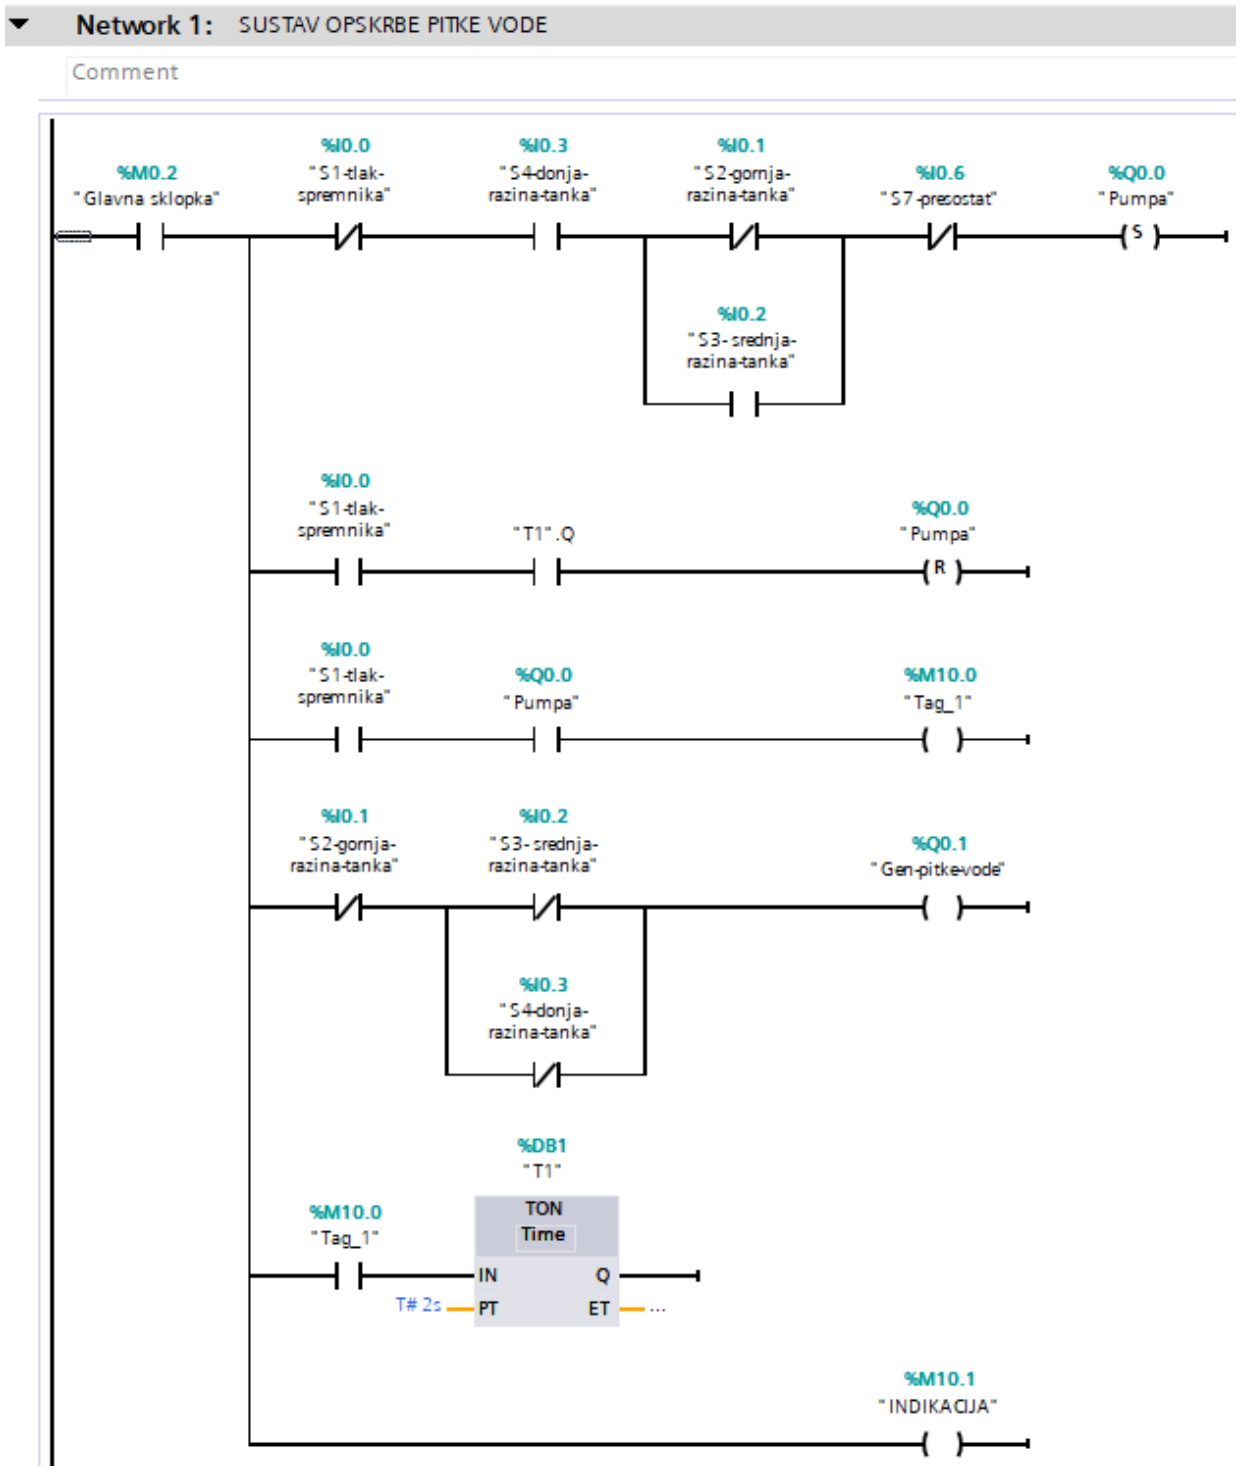 Network 1: SUSTAV OPSKRBE PITKE VODE
Comment
%M0.2
"Glavna sklopka"
%I0.0
"S1-tlak-
spremnika"
%I0.3
"S4-donja-
razina-tanka"
%I0.1
"S2-gornja-
razina-tanka"
%I0.6
"S7-presostat"
%Q0.0
"Pumpa"
S
%I0.2
"S3- srednja-
razina-tanka"
%I0.0
"S1-tlak-
spremnika"
"T1".Q
%Q0.0
"Pumpa"
R
%I0.0
"S1-tlak-
spremnika"
%Q0.0
"Pumpa"
%M10.0
"Tag_1"
%I0.1
"S2-gornja-
razina-tanka"
%I0.2
"S3- srednja-
razina-tanka"
%Q0.1
"Gen-pitke-vode"
%I0.3
"S4-donja-
razina-tanka"
%DB1
"T1"
%M10.0
"Tag_1"
TON
Time
IN Q
T# 2s PT ET ...
%M10.1
"INDIKACIJA"